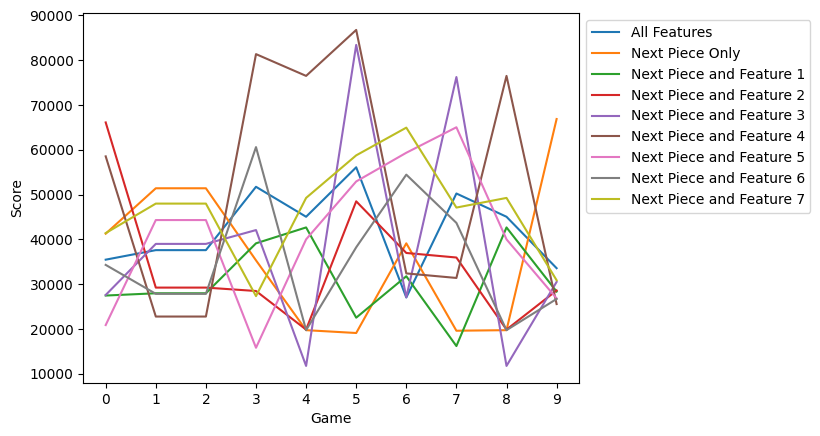 90000
80000
70000
60000
50000
40000
30000
20000
10000
Score
0 1 2 3 4 5 6 7 8 9
Game
All Features
Next Piece Only
Next Piece and Feature 1
Next Piece and Feature 2
Next Piece and Feature 3
Next Piece and Feature 4
Next Piece and Feature 5
Next Piece and Feature 6
Next Piece and Feature 7